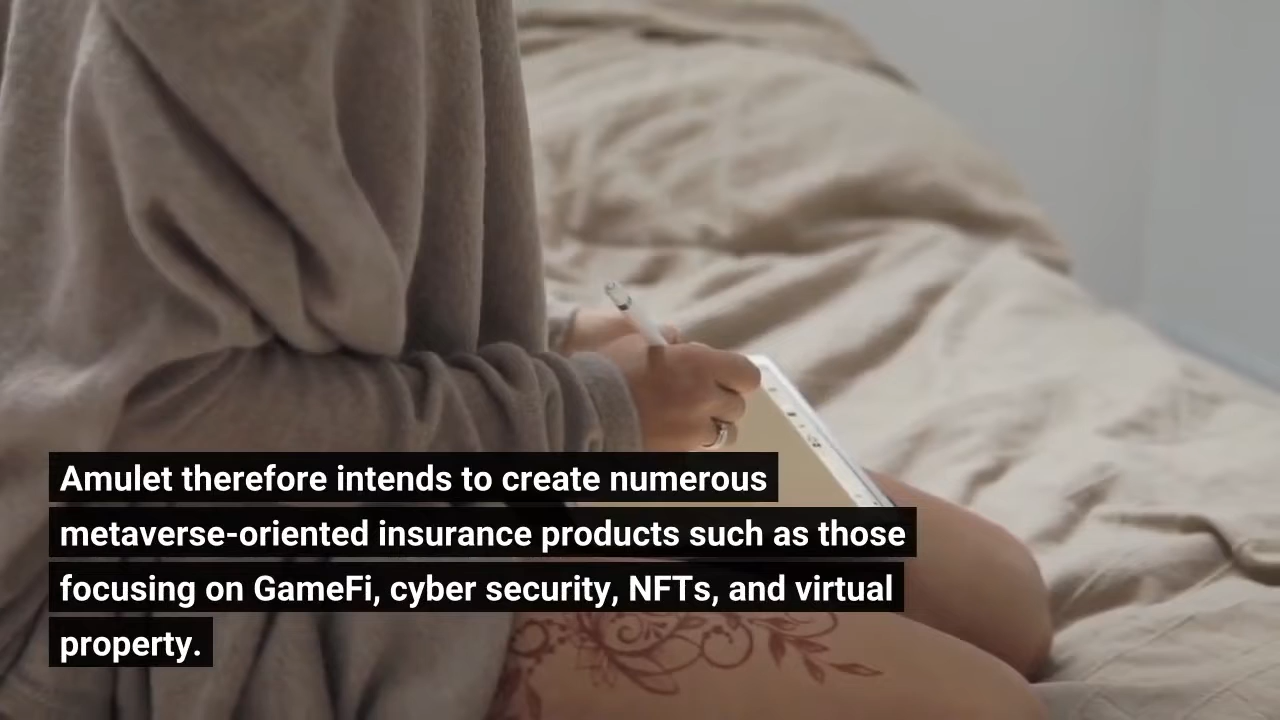 Amulet therefore intends to create numerous
metaverse-oriented insurance products such as those
focusing on GameFi, cyber security, NFTs, and virtual
property.